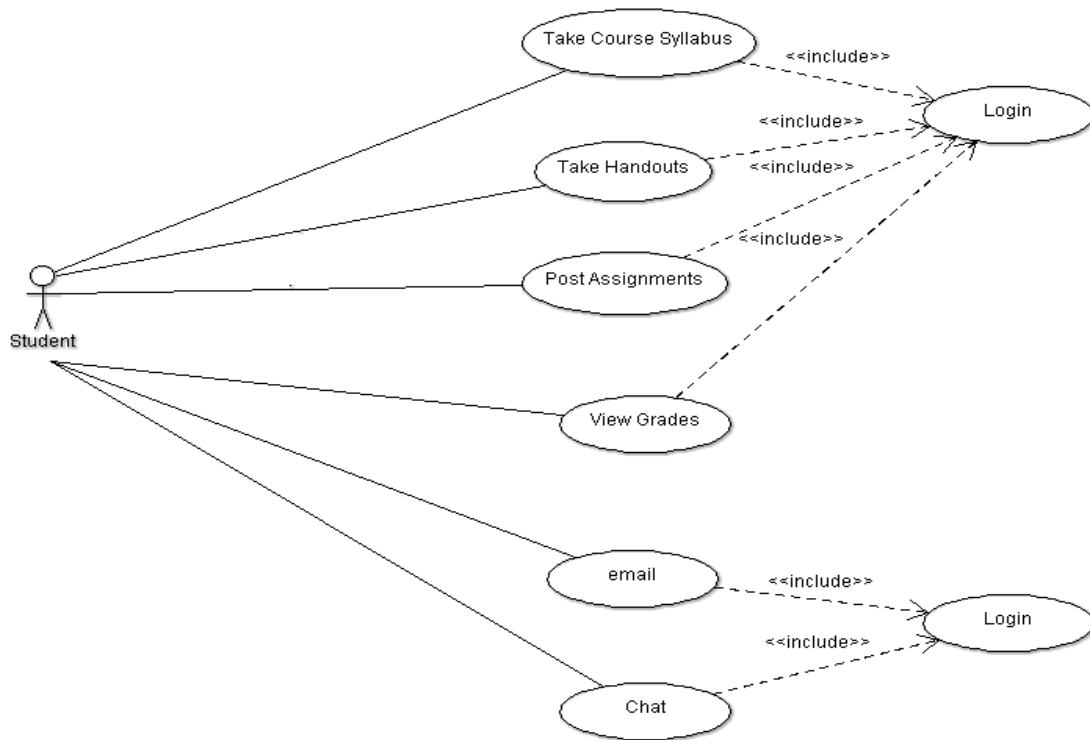 Take Course Syllabus
<<include>>
Login
<<include>>
Take Handouts
<<include>>
<<include>>
Post Assignments
Student
View Grades
email
<<include>>
Login
<<include>>
Chat